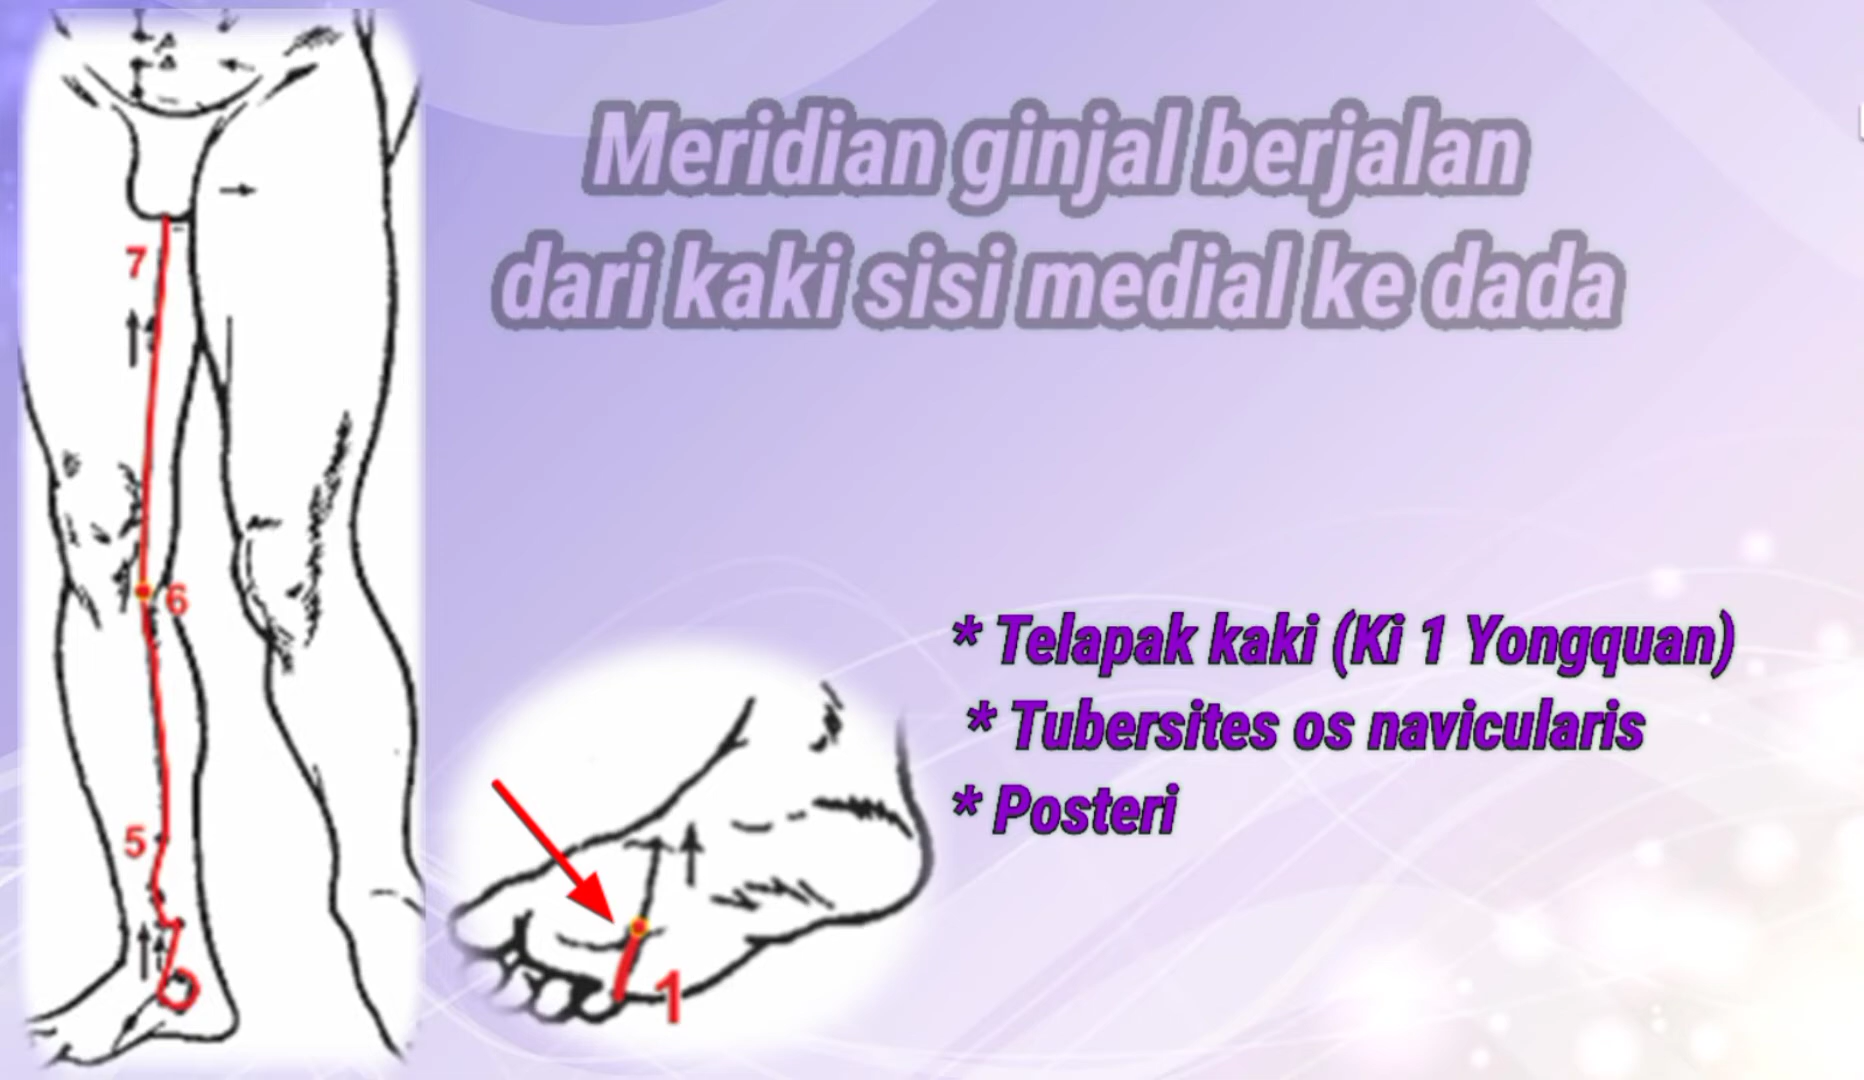 Meridian ginjal berjalan
dari kaki sisi medial ke dada
7
6
5
1
* Telapak kaki (Ki 1 Yongquan)
* Tubersites os navicularis
* Posteri